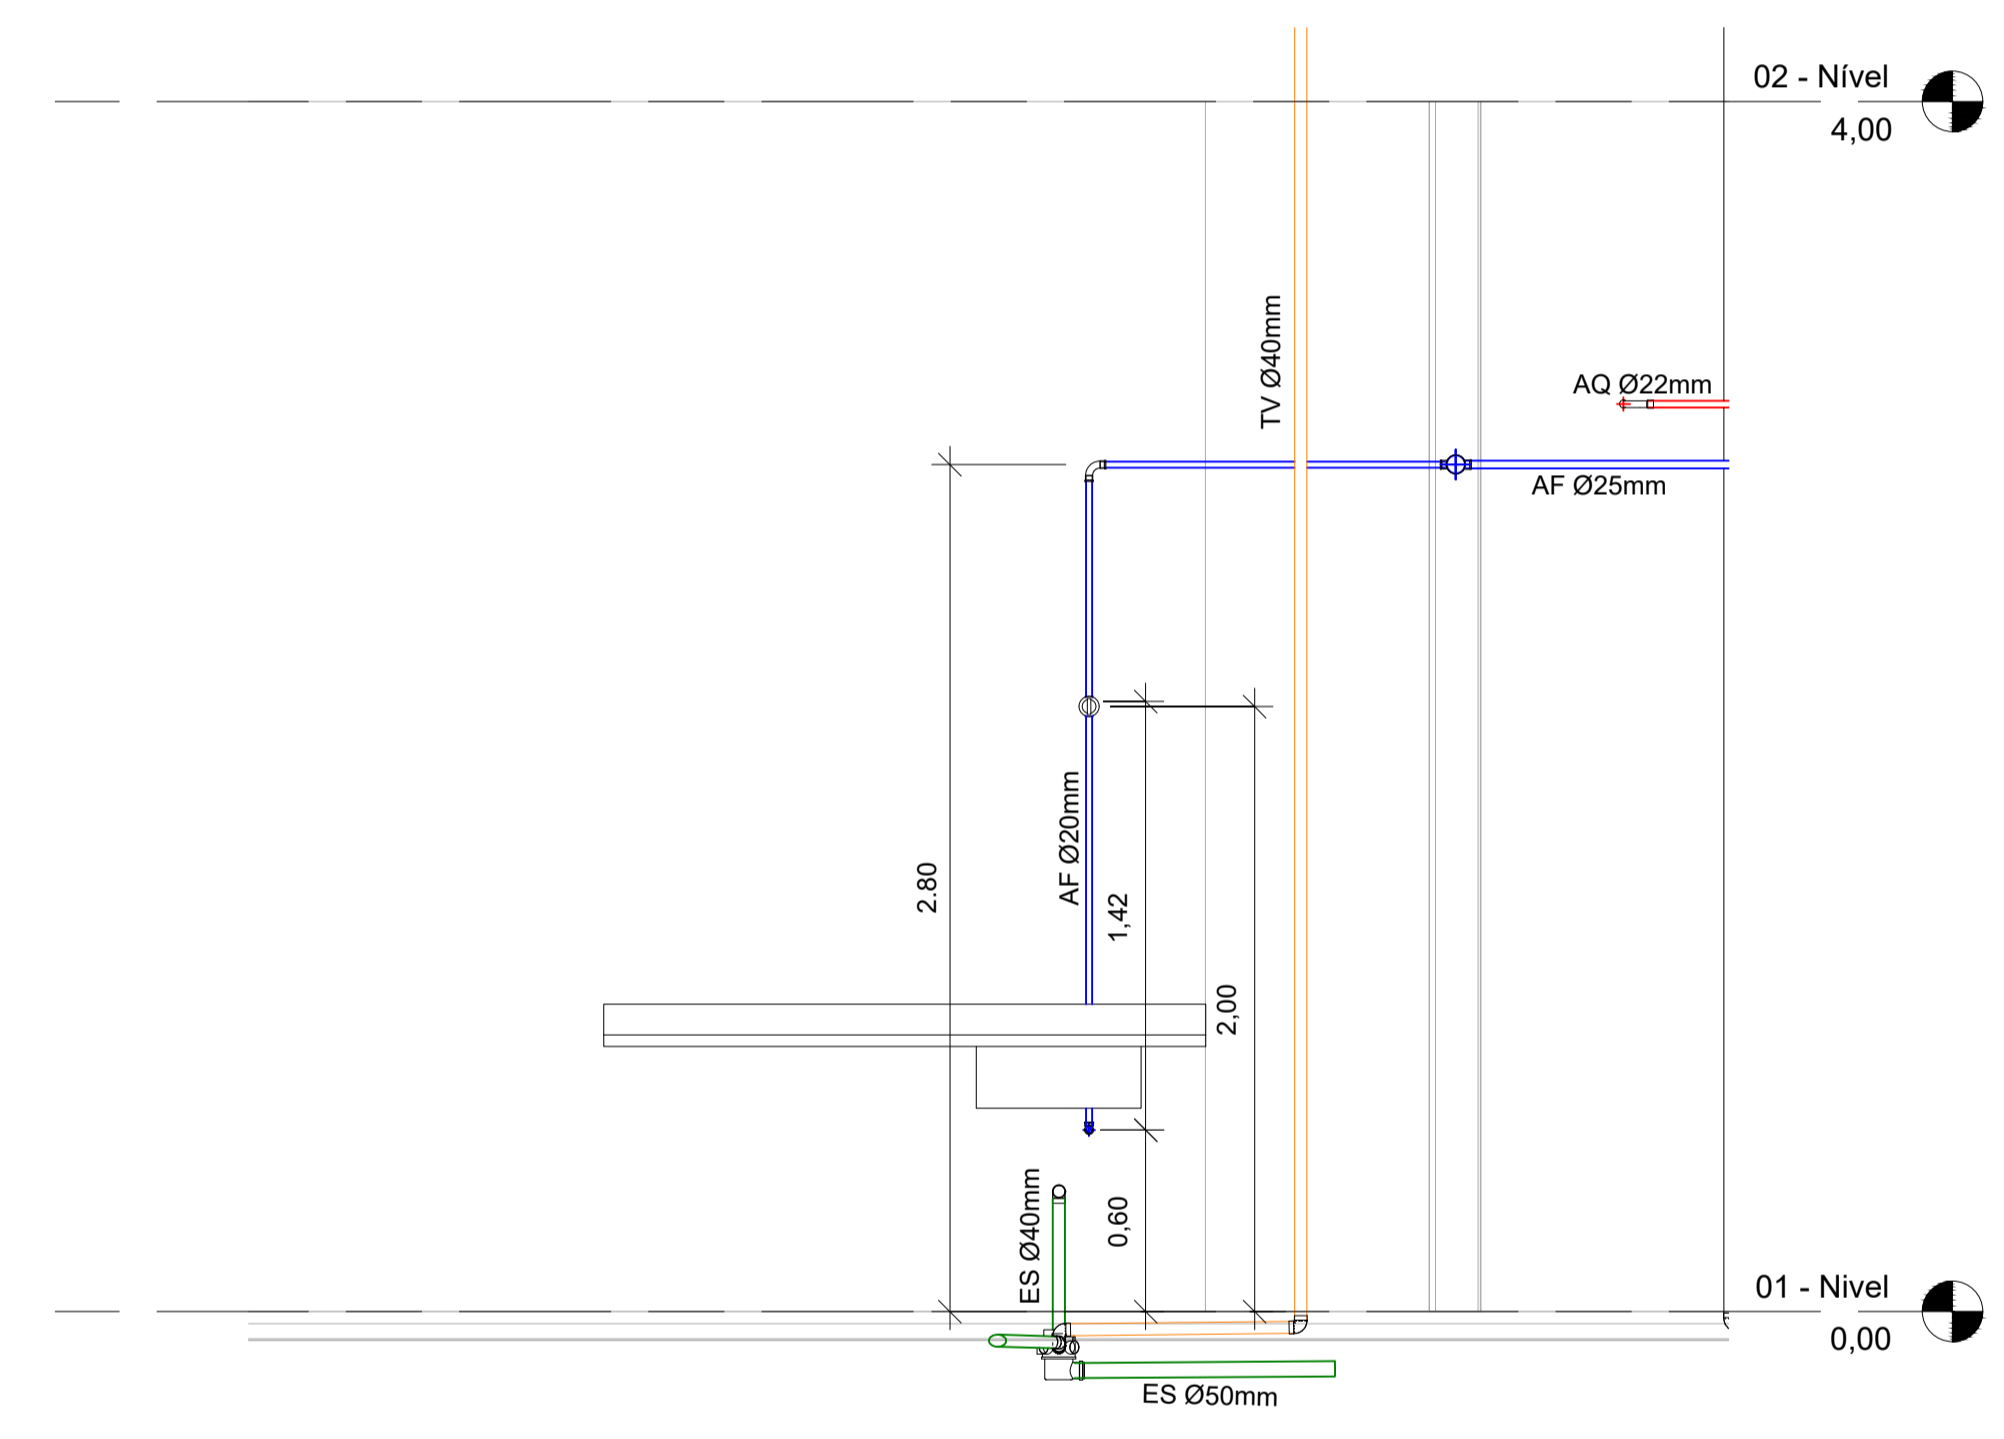 02 - Nível
4,00
TV Ø40mm
AQ Ø22mm
AF Ø25mm
AF Ø20mm
2.80
1,42
2,00
ES Ø40mm
0,60
01 - Nivel
0,00
ES Ø50mm